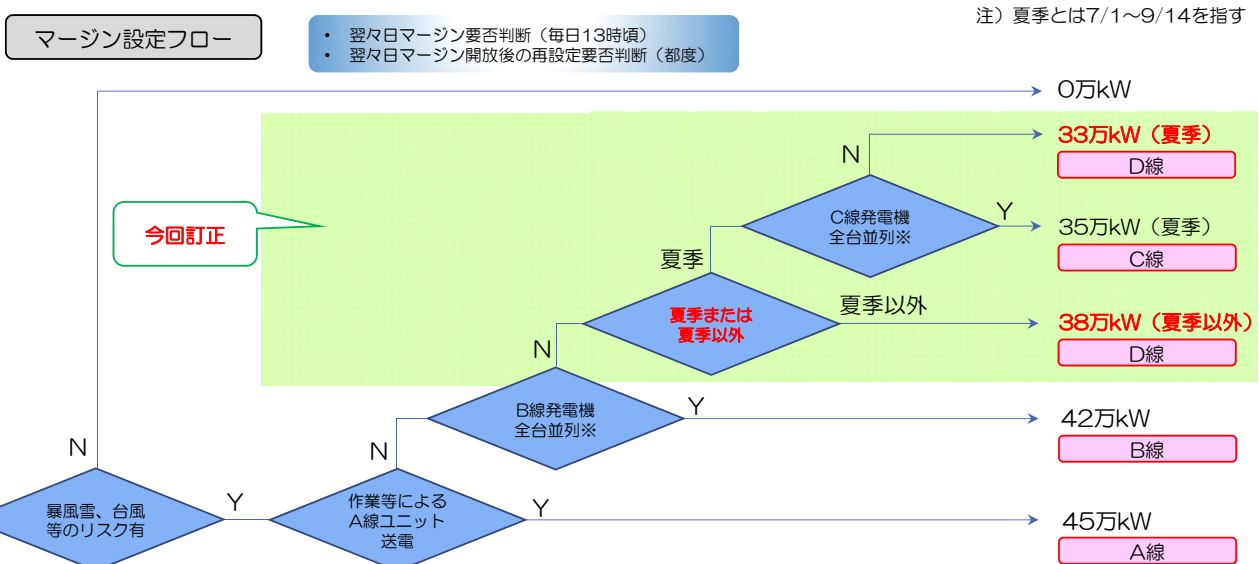 注）夏季とは7/1～9/14を指す
マージン設定フロー
• 翌々日マージン要否判断（毎日13時頃）
• 翌々日マージン開放後の再設定要否判断（都度）
0万kW
33万kW（夏季）
D線
N
C線発電機
全台並列※
Y
35万kW（夏季）
C線
今回訂正
夏季
夏季または
夏季以外
夏季以外
38万kW（夏季以外）
D線
N
B線発電機
全台並列※
Y
42万kW
B線
N
暴風雪、台風
等のリスク有
Y
N
作業等による
A線ユニット
送電
Y
45万kW
A線